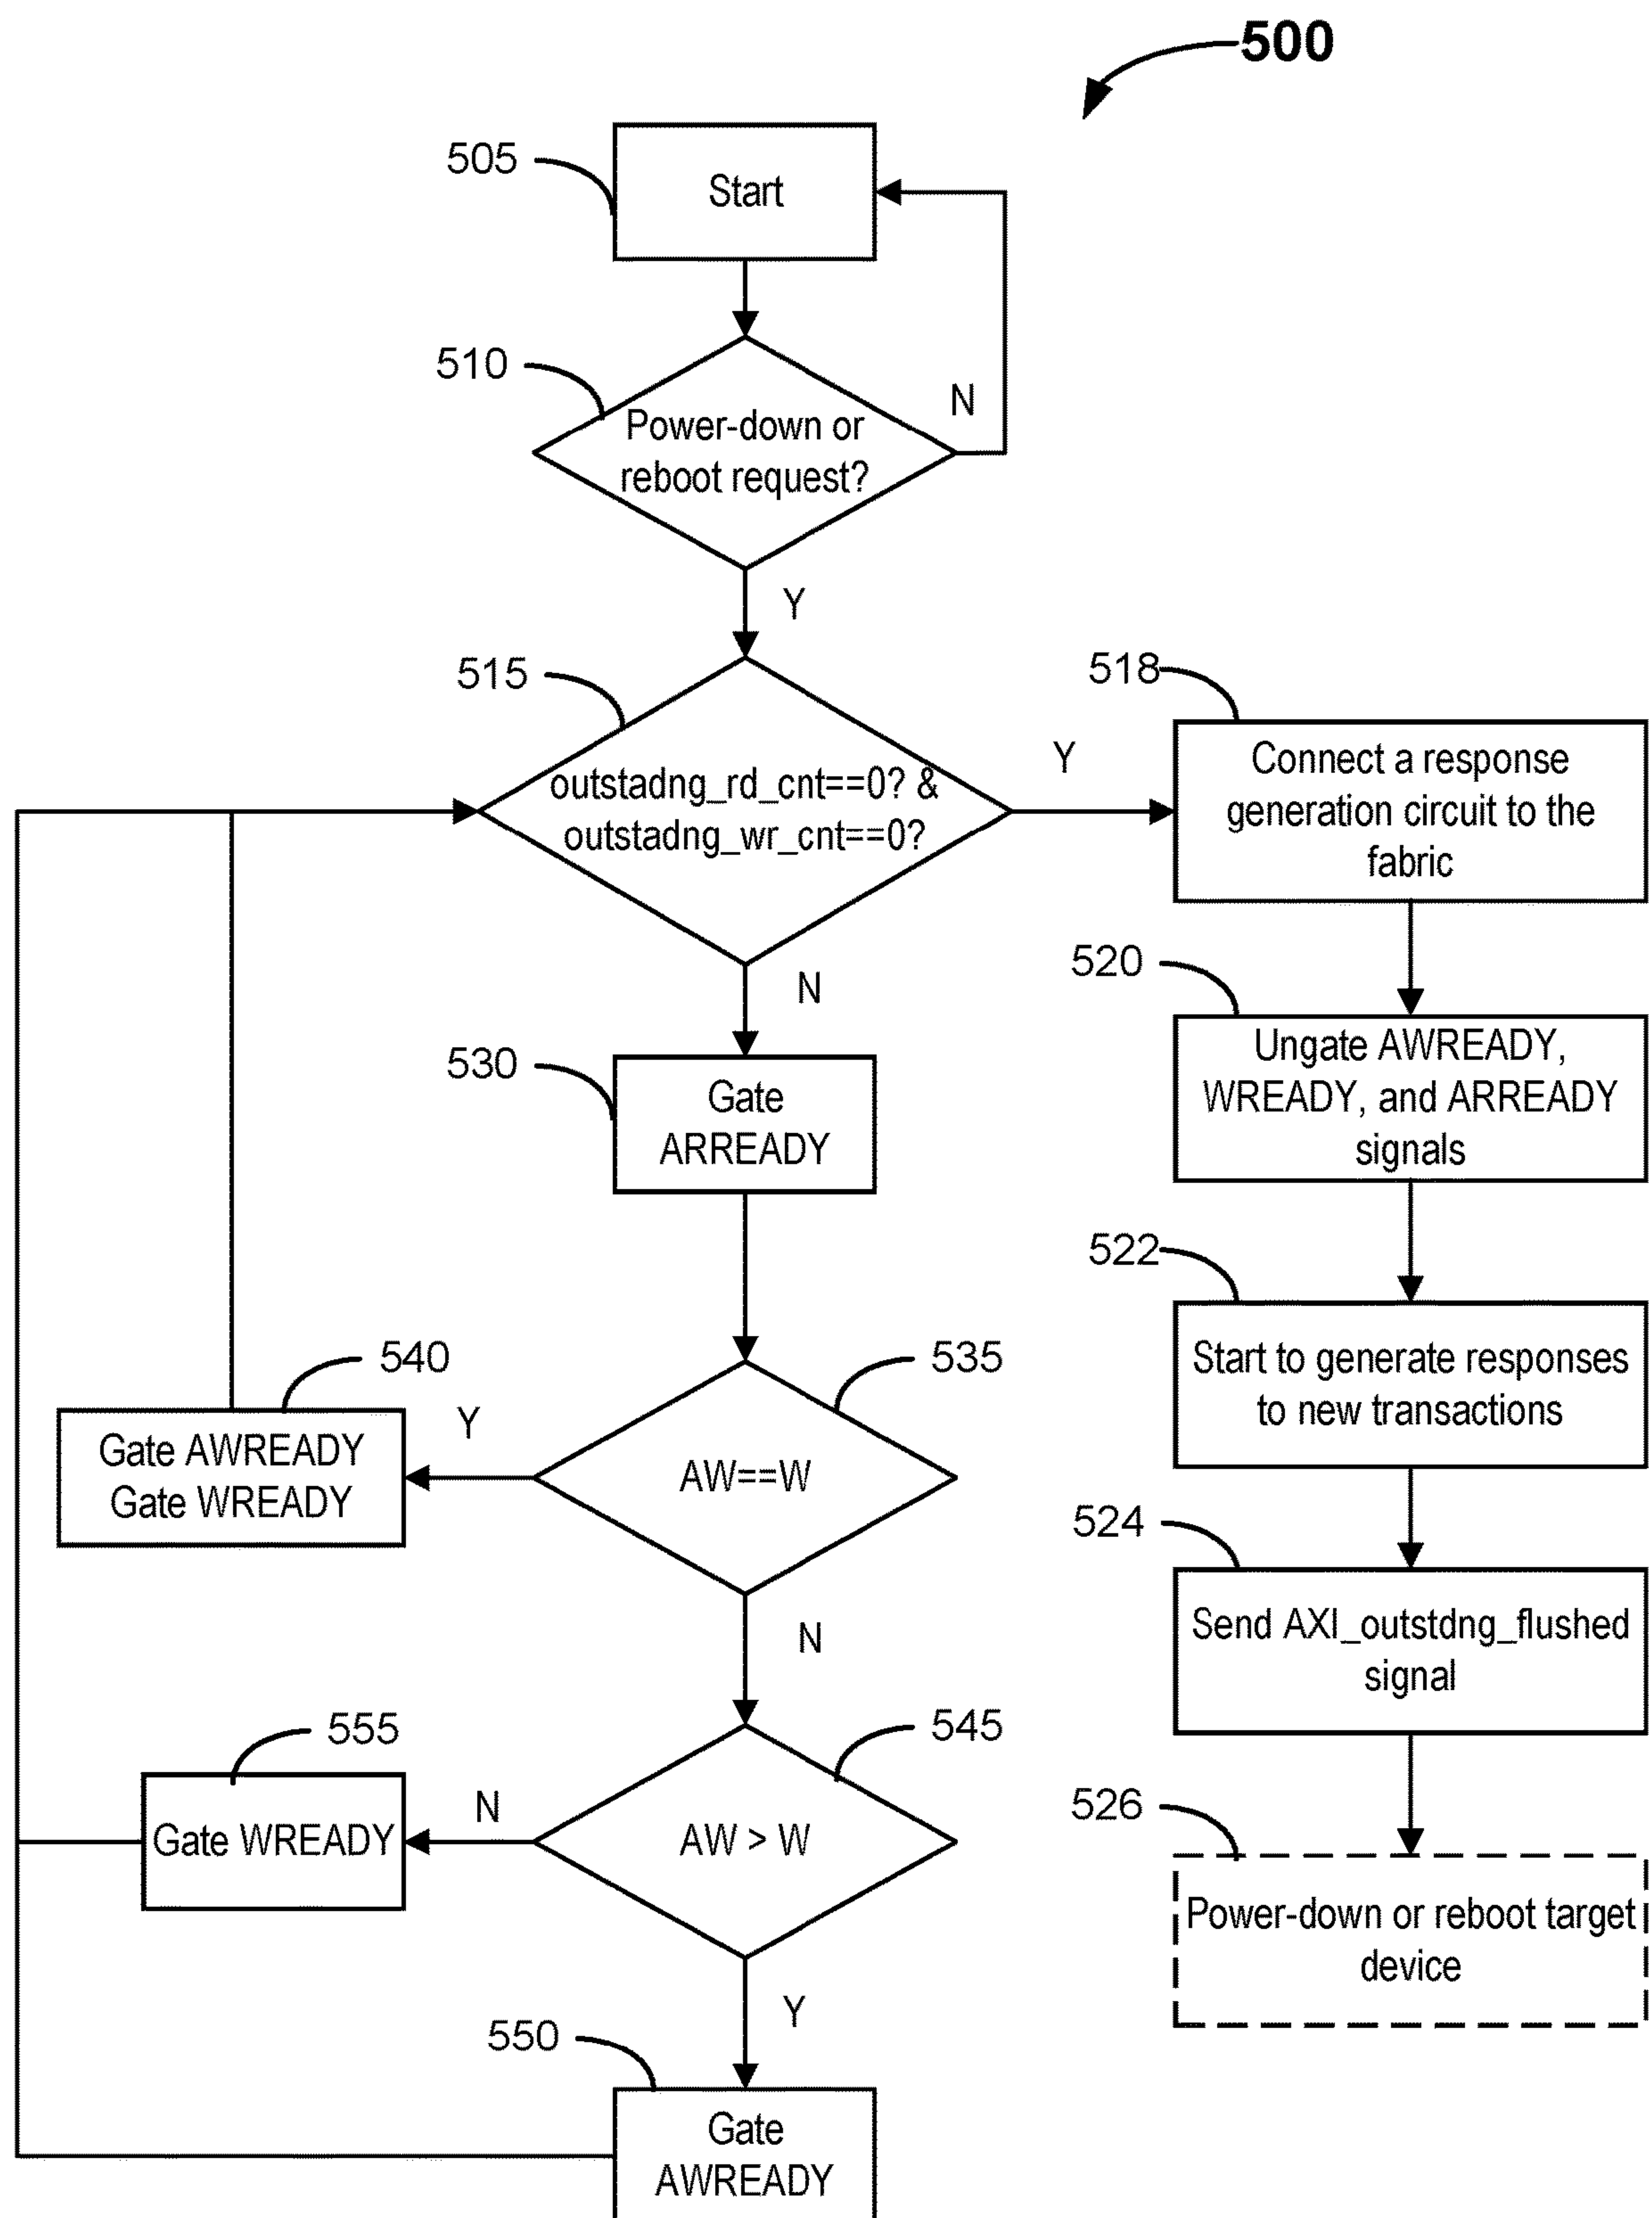 500
505
Start
510
Power-down or
reboot request?
N
Y
515
outstadng_rd_cnt==0? &
outstadng_wr_cnt==0?
Y
518
Connect a response
generation circuit to the
fabric
N
520
Ungate AWREADY,
WREADY, and ARREADY
signals
530
Gate
ARREADY
522
Start to generate responses
to new transactions
535
AW==W
Y
540
Gate AWREADY
Gate WREADY
N
524
Send AXI_outstdng_flushed
signal
545
AW > W
N
555
Gate WREADY
526
Power-down or reboot target
device
Y
550
Gate
AWREADY